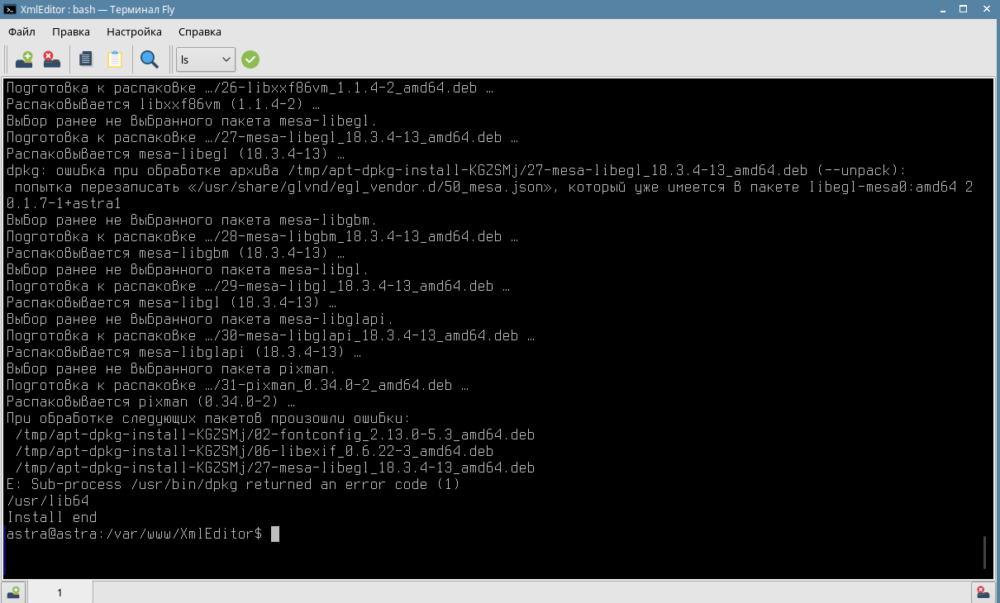 XmlEditor : bash — Терминал Fly
Файл Правка Настройка Справка
ls
Подготовка к распаковке …/26-libxxf86vm_1.1.4-2_amd64.deb …
Распаковывается libxxf86vm (1.1.4-2) …
Выбор ранее не выбранного пакета mesa-libegl.
Подготовка к распаковке …/27-mesa-libegl_18.3.4-13_amd64.deb …
Распаковывается mesa-libegl (18.3.4-13) …
dpkg: ошибка при обработке архива /tmp/apt-dpkg-install-KGZSMj/27-mesa-libegl_18.3.4-13_amd64.deb (--unpack):
попытка перезаписать «/usr/share/glvnd/egl_vendor.d/50_mesa.json», который уже имеется в пакете libegl-mesa0:amd64 2
0.1.7-1+astra1
Выбор ранее не выбранного пакета mesa-libgbm.
Подготовка к распаковке …/28-mesa-libgbm_18.3.4-13_amd64.deb …
Распаковывается mesa-libgbm (18.3.4-13) …
Выбор ранее не выбранного пакета mesa-libgl.
Подготовка к распаковке …/29-mesa-libgl_18.3.4-13_amd64.deb …
Распаковывается mesa-libgl (18.3.4-13) …
Выбор ранее не выбранного пакета mesa-libglapi.
Подготовка к распаковке …/30-mesa-libglapi_18.3.4-13_amd64.deb …
Распаковывается mesa-libglapi (18.3.4-13) …
Выбор ранее не выбранного пакета pixman.
Подготовка к распаковке …/31-pixman_0.34.0-2_amd64.deb …
Распаковывается pixman (0.34.0-2) …
При обработке следующих пакетов произошли ошибки:
/tmp/apt-dpkg-install-KGZSMj/02-fontconfig_2.13.0-5.3_amd64.deb
/tmp/apt-dpkg-install-KGZSMj/06-libexif_0.6.22-3_amd64.deb
/tmp/apt-dpkg-install-KGZSMj/27-mesa-libegl_18.3.4-13_amd64.deb
E: Sub-process /usr/bin/dpkg returned an error code (1)
/usr/lib64
Install end
astra@astra:/var/www/XmlEditor$
1